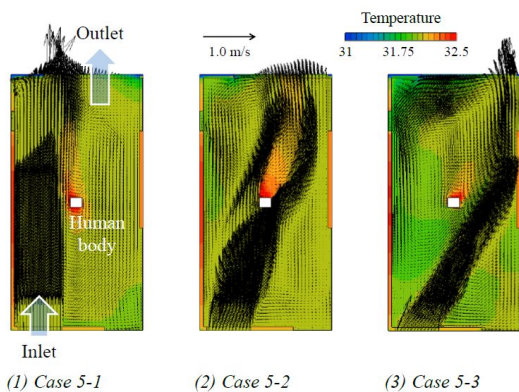 Outlet
1.0 m/s
Temperature
31 31.75 32.5
Human
body
Inlet
(1) Case 5-1
(2) Case 5-2
(3) Case 5-3